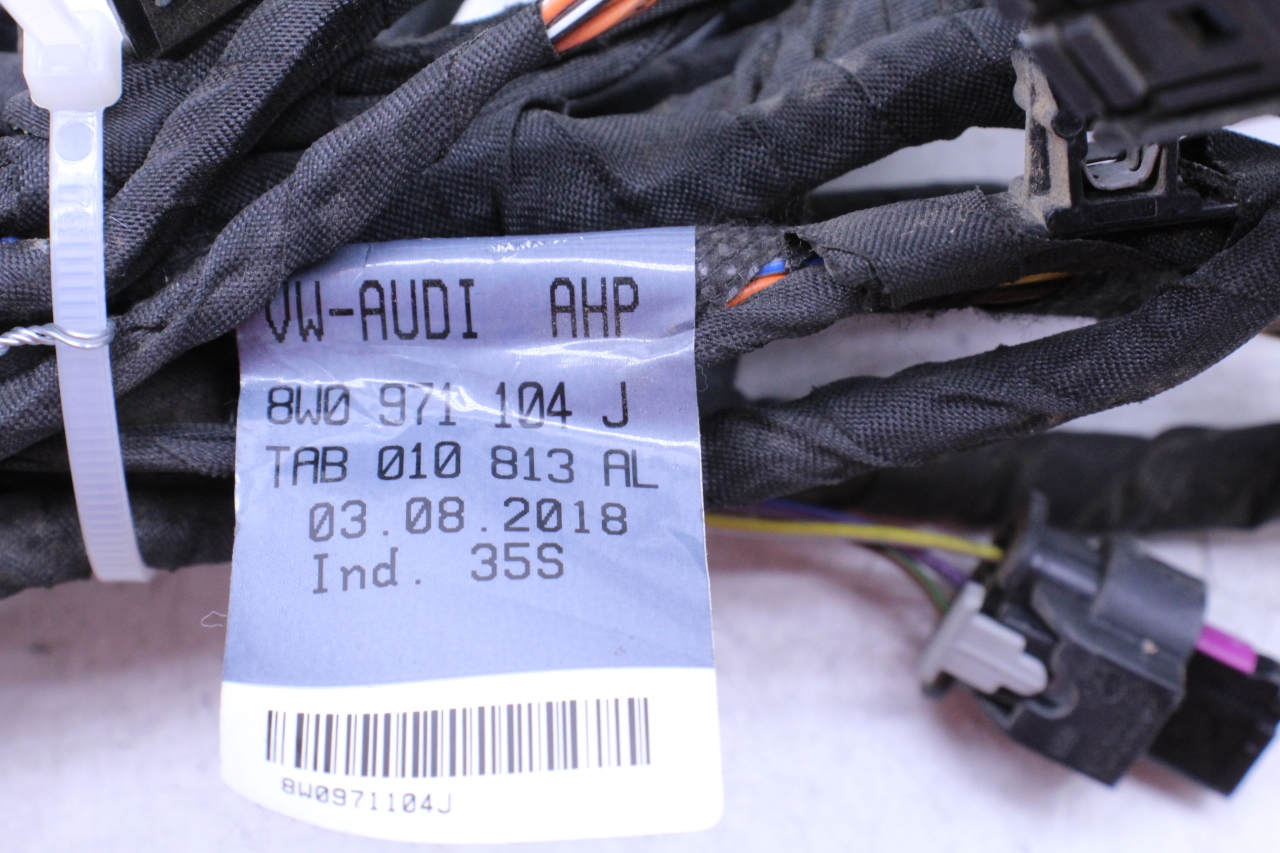 VW-AUDI AHP
8W0 971 104 J
TAB 010 813 AL
03.08.2018
Ind. 35S
8W0971104J